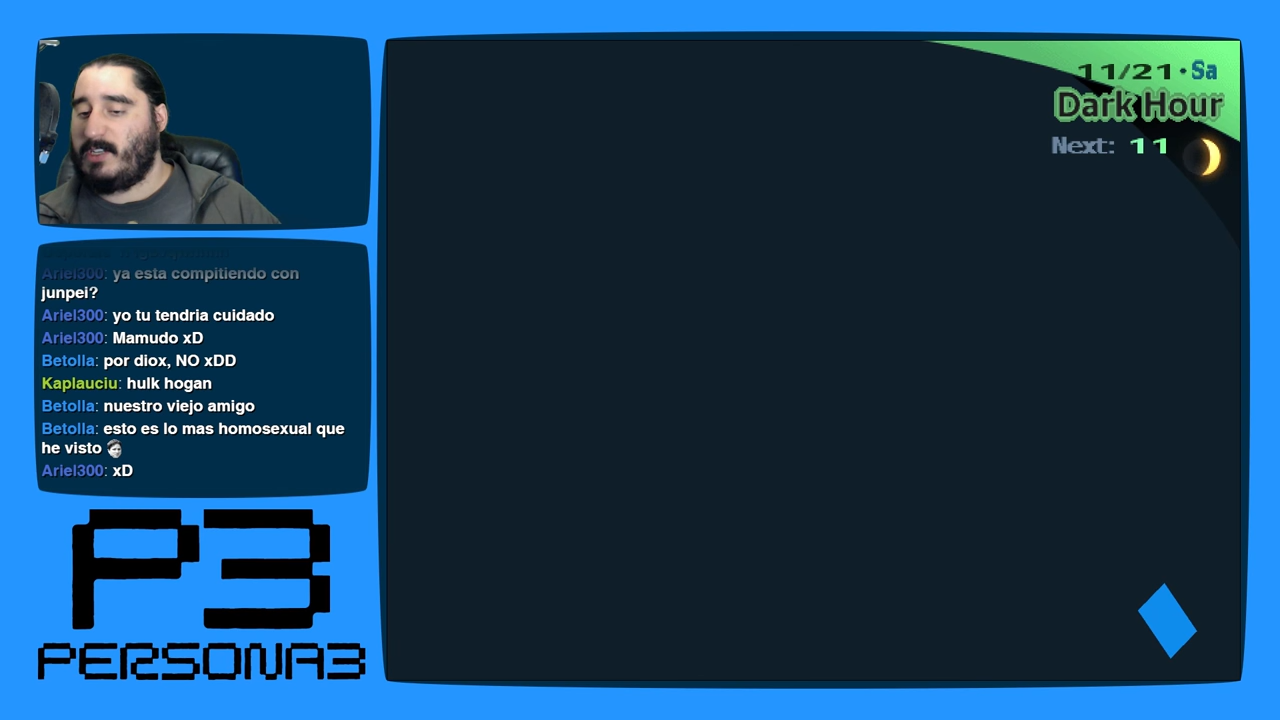 11/21·Sa
Dark Hour
Next: 11
Ariel300: ya esta compitiendo con
junpei?
Ariel300: yo tu tendria cuidado
Ariel300: Mamudo xD
Betolla: por diox, NO xDD
Kaplauciu: hulk hogan
Betolla: nuestro viejo amigo
Betolla: esto es lo mas homosexual que
he visto
Ariel300: xD
P3
PERSONA3